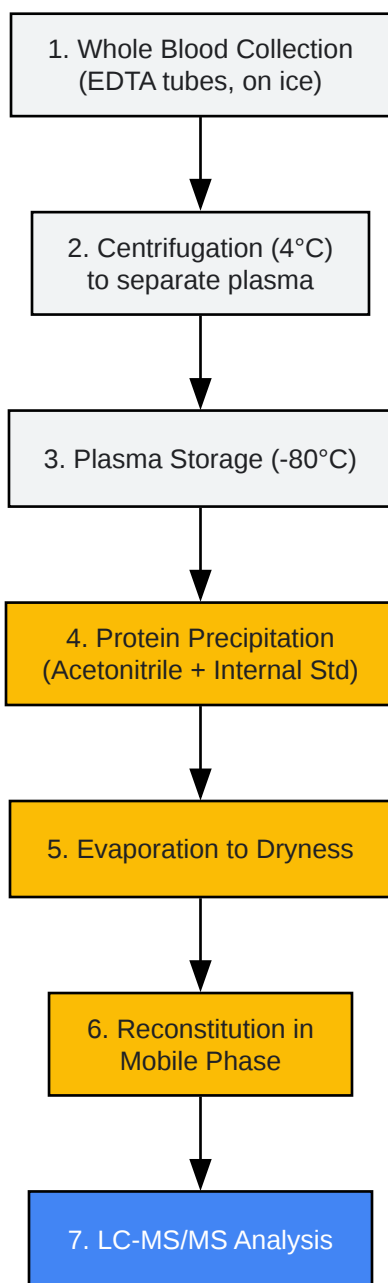 1. Whole Blood Collection
(EDTA tubes, on ice)
2. Centrifugation (4°C)
to separate plasma
3. Plasma Storage (-80°C)
4. Protein Precipitation
(Acetonitrile + Internal Std)
5. Evaporation to Dryness
6. Reconstitution in
Mobile Phase
7. LC-MS/MS Analysis